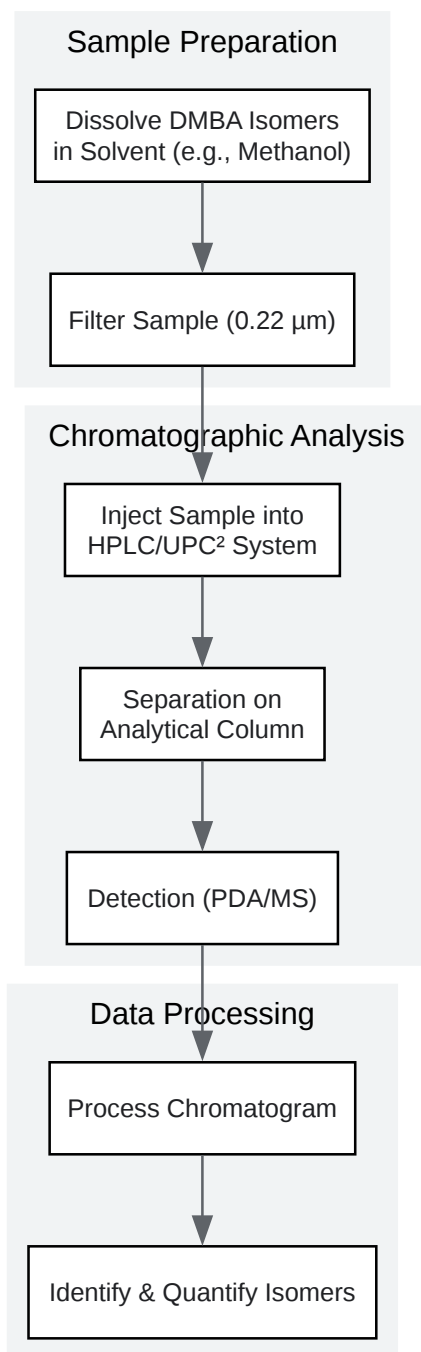 Sample Preparation
Dissolve DMBA Isomers
in Solvent (e.g., Methanol)
Filter Sample (0.22 µm)
Chromatographic Analysis
Inject Sample into
HPLC/UPC² System
Separation on
Analytical Column
Detection (PDA/MS)
Data Processing
Process Chromatogram
Identify & Quantify Isomers